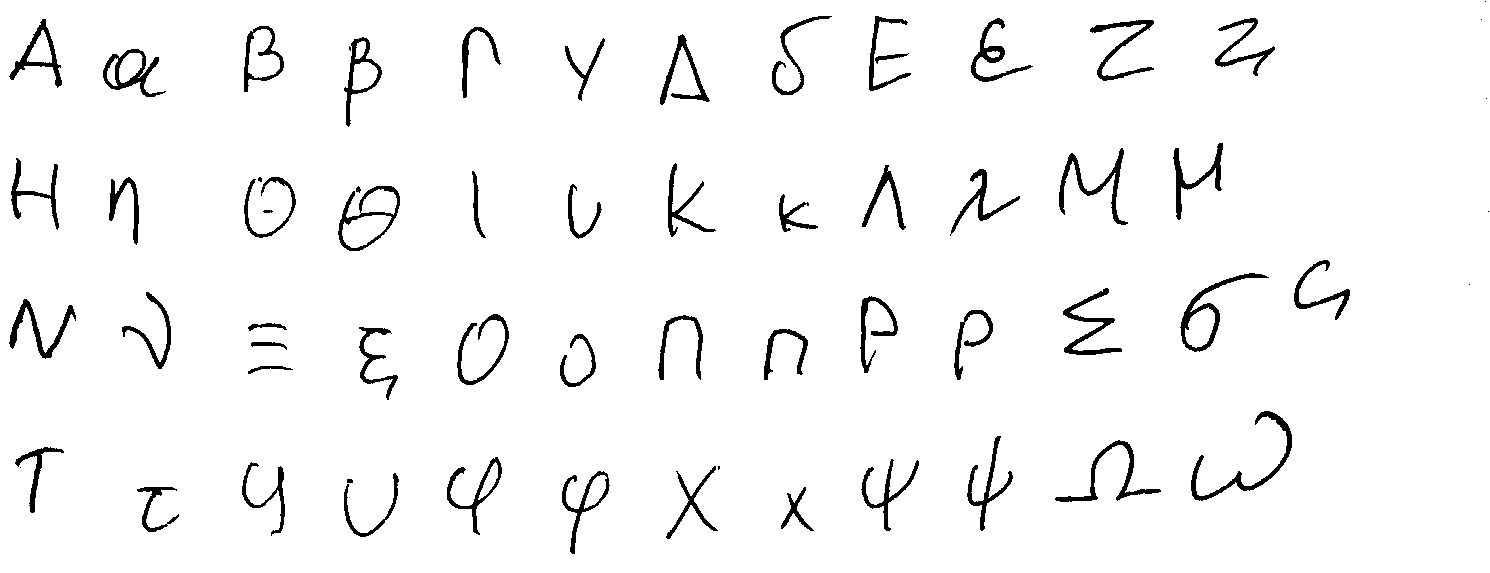 Α α Β β Γ γ Δ δ Ε ε Ζ ζ
Η η Θ θ Ι ι Κ κ Λ λ Μ μ
Ν ν Ξ ξ Ο ο Π π Ρ ρ Σ σ ς
Τ τ Υ υ Φ φ Χ χ Ψ ψ Ω ω